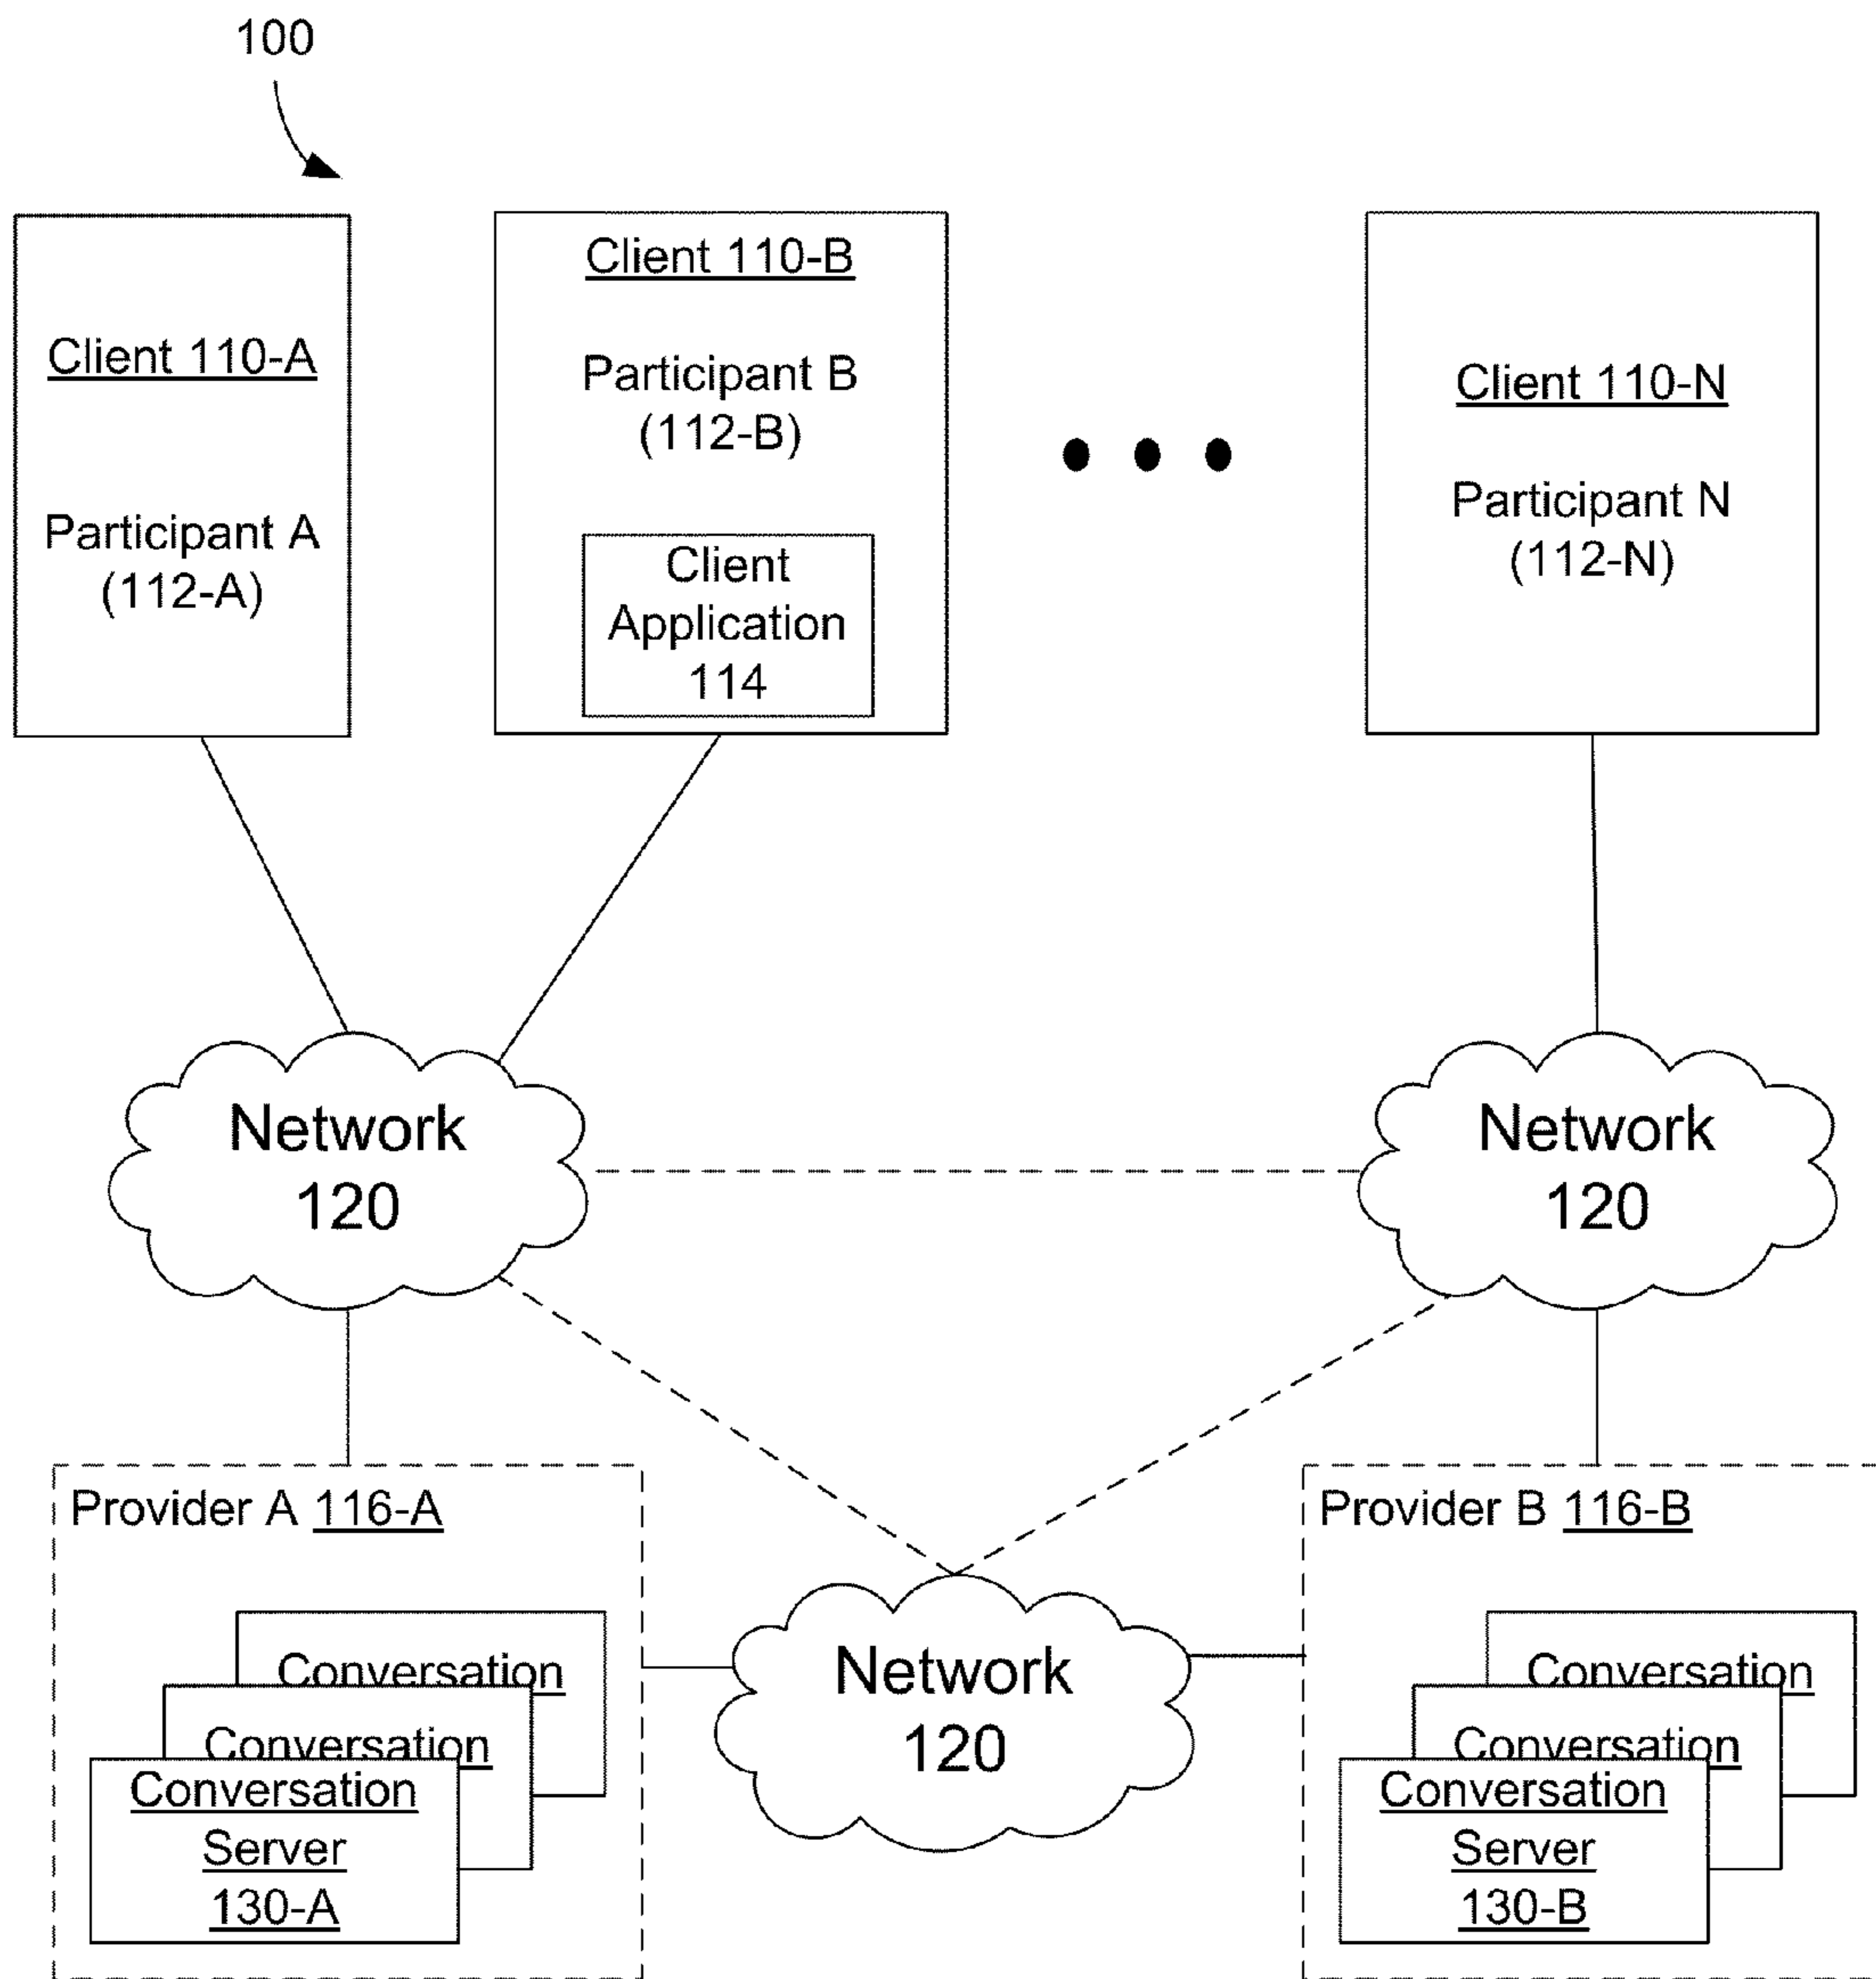 100
Client 110-A
Participant A
(112-A)
Client 110-B
Participant B
(112-B)
Client
Application
114
Client 110-N
Participant N
(112-N)
Network
120
Network
120
Provider A 116-A
Conversation
Conversation
Conversation
Server
130-A
Network
120
Provider B 116-B
Conversation
Conversation
Conversation
Server
130-B